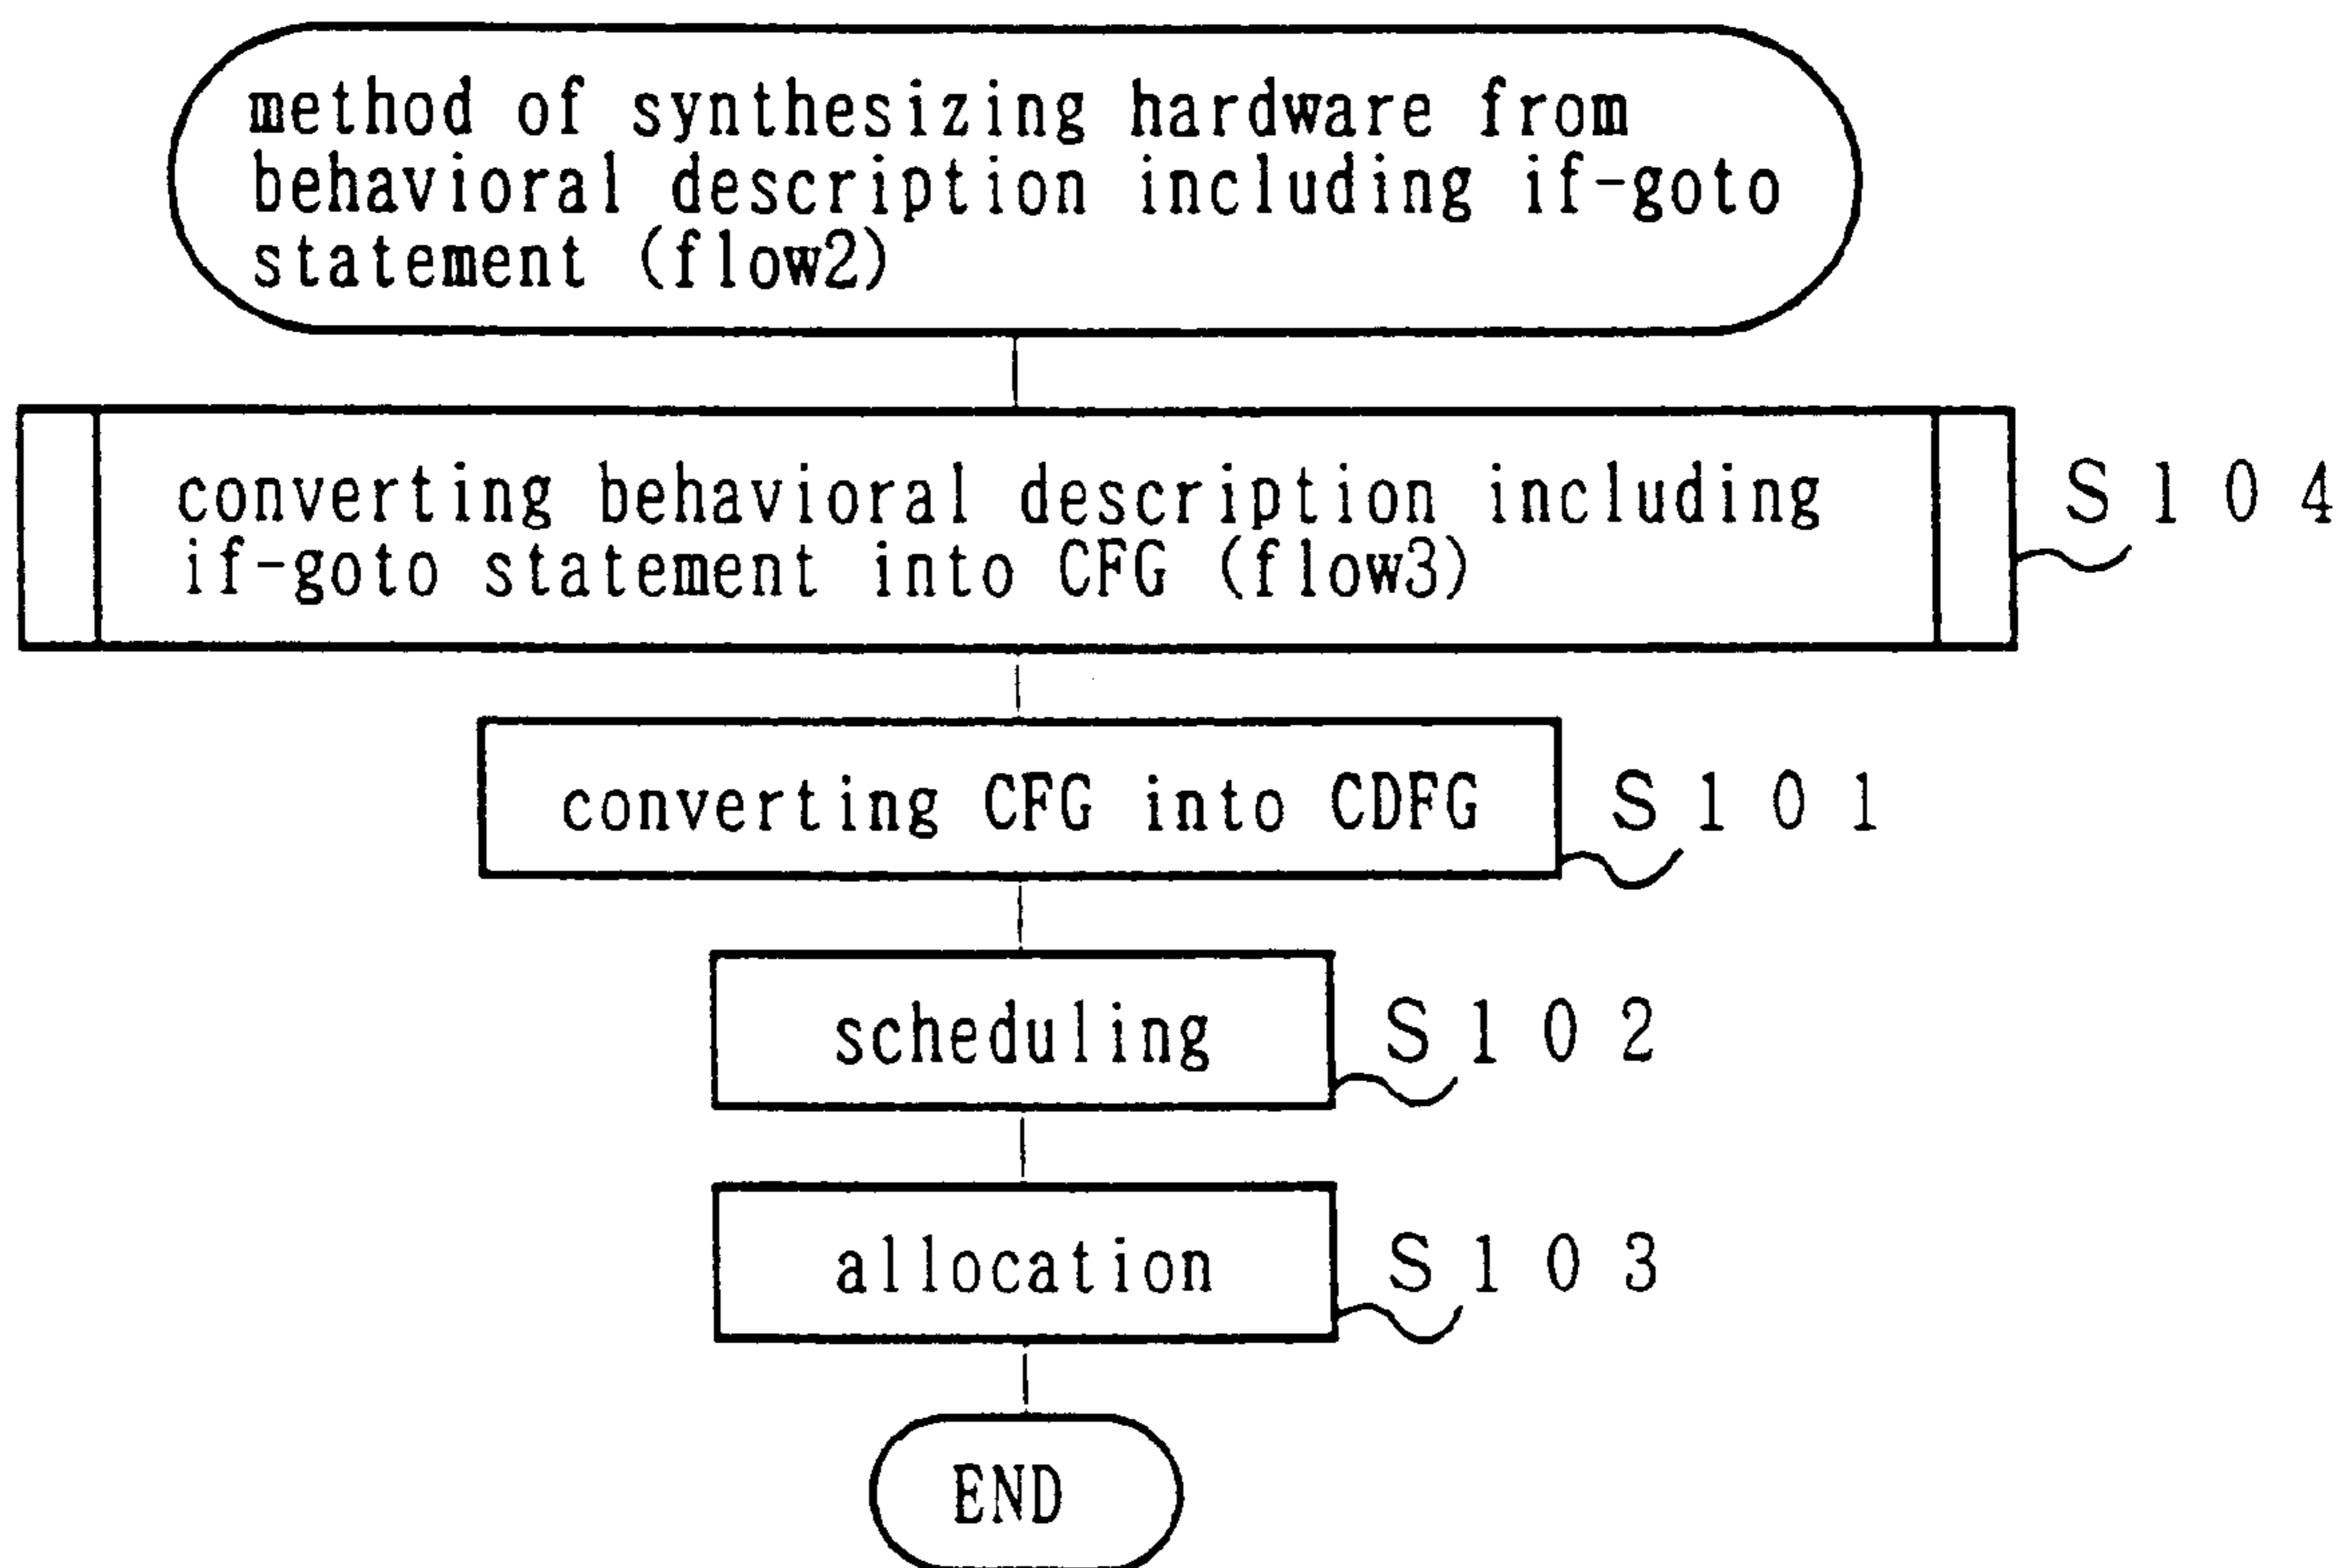 method of synthesizing hardware from
behavioral description including if-goto
statement (flow2)
converting behavioral description including
if-goto statement into CFG (flow3)
S104
converting CFG into CDFG
S101
scheduling
S102
allocation
S103
END